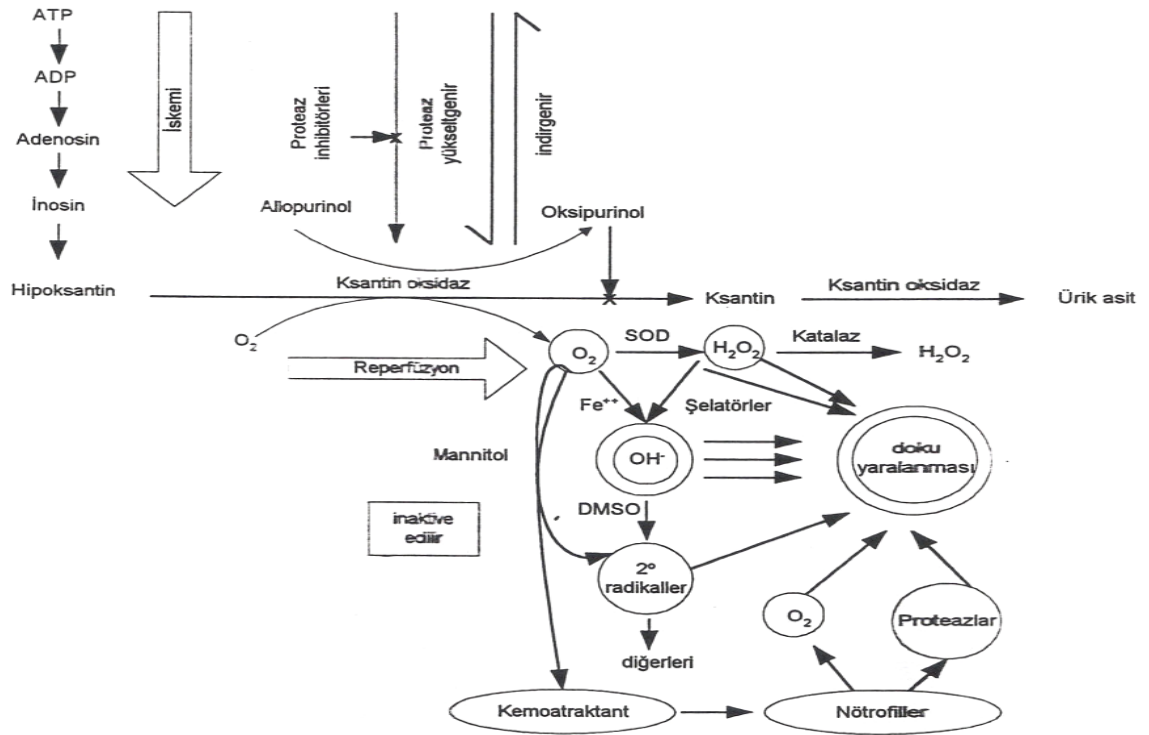 ATP
ADP
Adenosin
İnosin
Hipoksantin
İskemi
Proteaz
inhibitörleri
Proteaz
yükseltgenir
indirgenir
Allopurinol
Oksipurinol
Ksantin oksidaz
Ksantin
Ksantin oksidaz
Ürik asit
O2
Reperfüzyon
O2
SOD
H2O2
Katalaz
H2O2
Fe++
Şelatörler
Mannitol
OH-
doku
yaralanması
inaktive
edilir
DMSO
2º
radikaller
O2
Proteazlar
diğerleri
Kemoatraktant
Nötrofiller